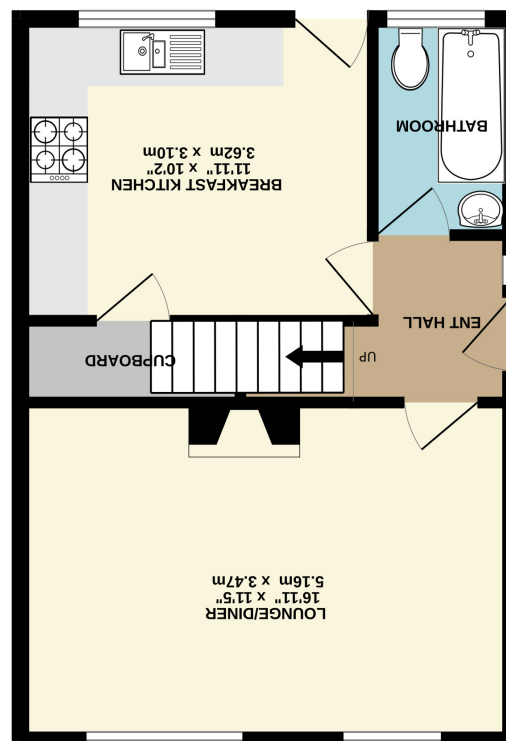 LOUNGE/DINER
16'11" x 11'5"
5.16m x 3.47m
UP
CUPBOARD
ENT HALL
BREAKFAST KITCHEN
11'11" x 10'2"
3.62m x 3.10m
BATHROOM